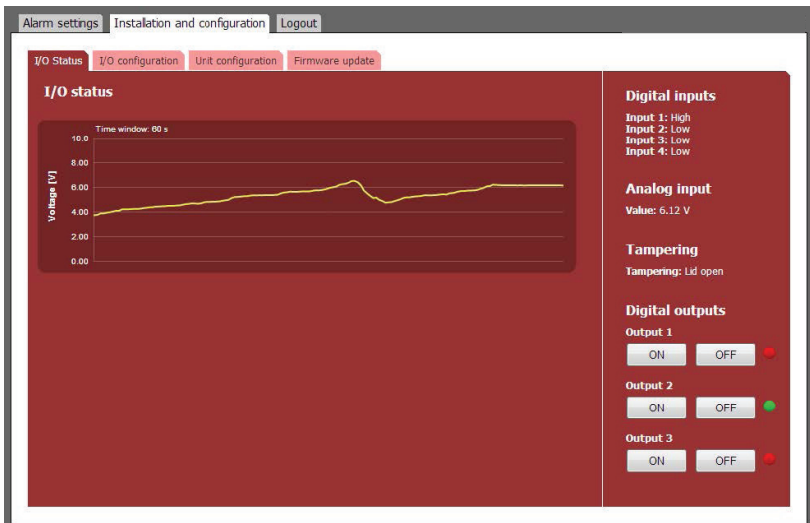 Alarm settings Installation and configuration Logout
I/O Status I/O configuration Unit configuration Firmware update
I/O status
Time window: 60 s
Voltage [V]
10.0
8.00
6.00
4.00
2.00
0.00
Digital inputs
Input 1: High
Input 2: Low
Input 3: Low
Input 4: Low
Analog input
Value: 6.12 V
Tampering
Tampering: Lid open
Digital outputs
Output 1
ON OFF
Output 2
ON OFF
Output 3
ON OFF